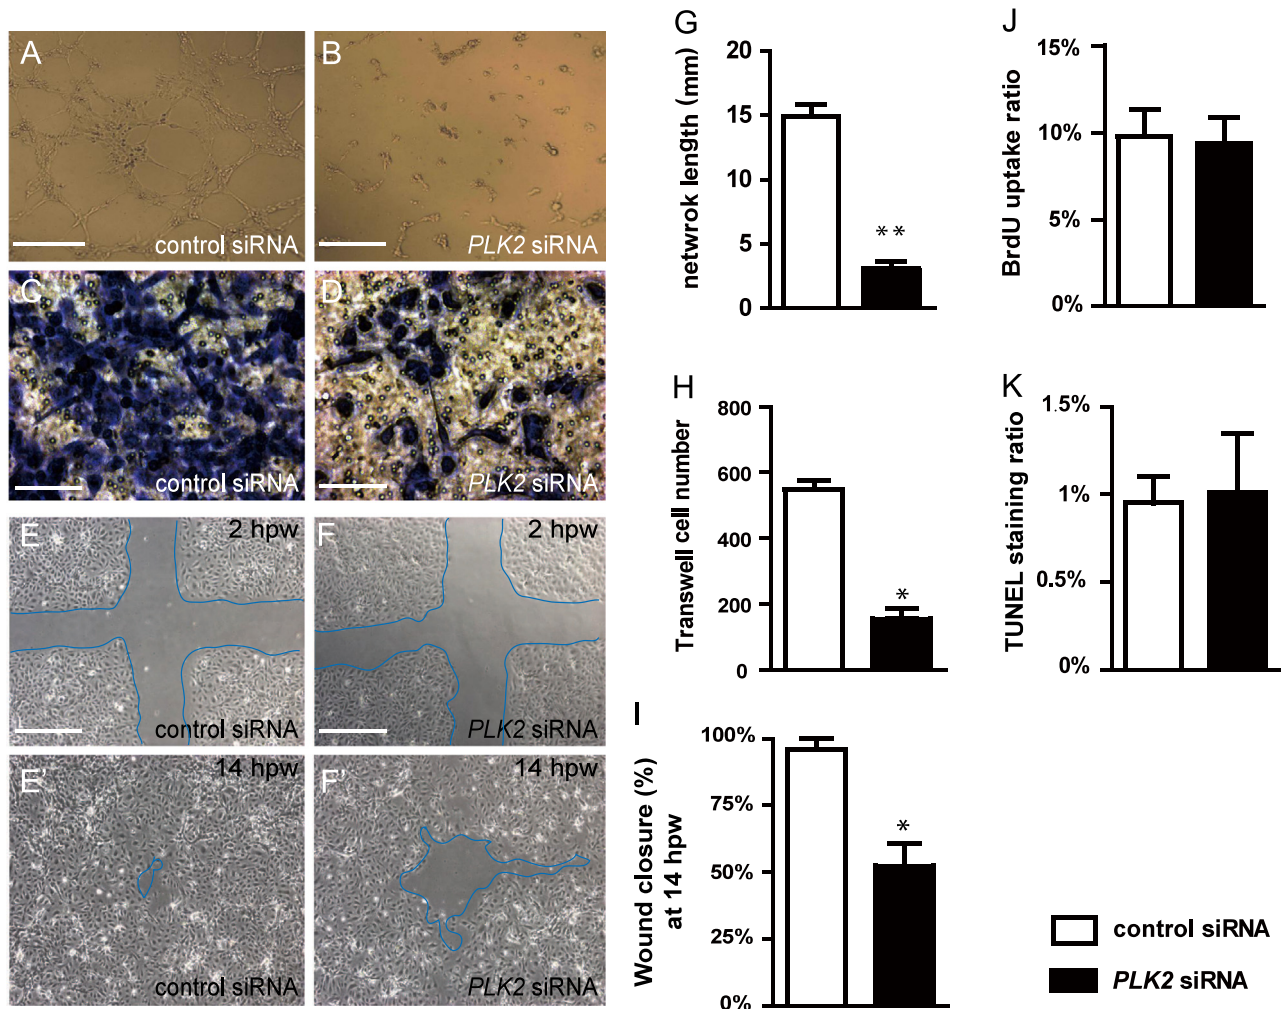 A
control siRNA
B
PLK2 siRNA
C
control siRNA
D
PLK2 siRNA
E
2 hpw
control siRNA
F
2 hpw
PLK2 siRNA
E'
14 hpw
control siRNA
F'
14 hpw
PLK2 siRNA
G
netwrok length (mm)
20
15
10
5
0
**
H
Transwell cell number
800
600
400
200
0
*
I
Wound closure (%)
at 14 hpw
100%
75%
50%
25%
0%
*
J
BrdU uptake ratio
15%
10%
5%
0%
K
TUNEL staining ratio
1.5%
1%
0.5%
0%
control siRNA
PLK2 siRNA